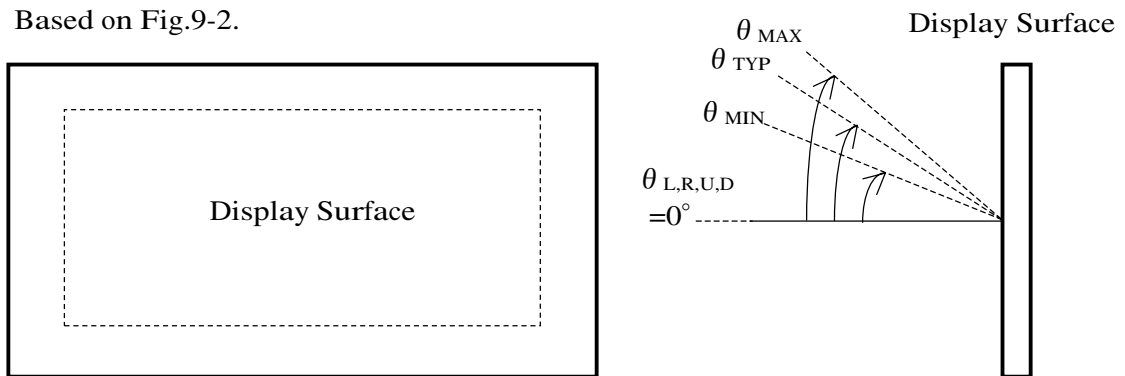 Based on Fig.9-2.
Display Surface
θ MAX
θ TYP
θ MIN
θ L,R,U,D
=0°
Display Surface